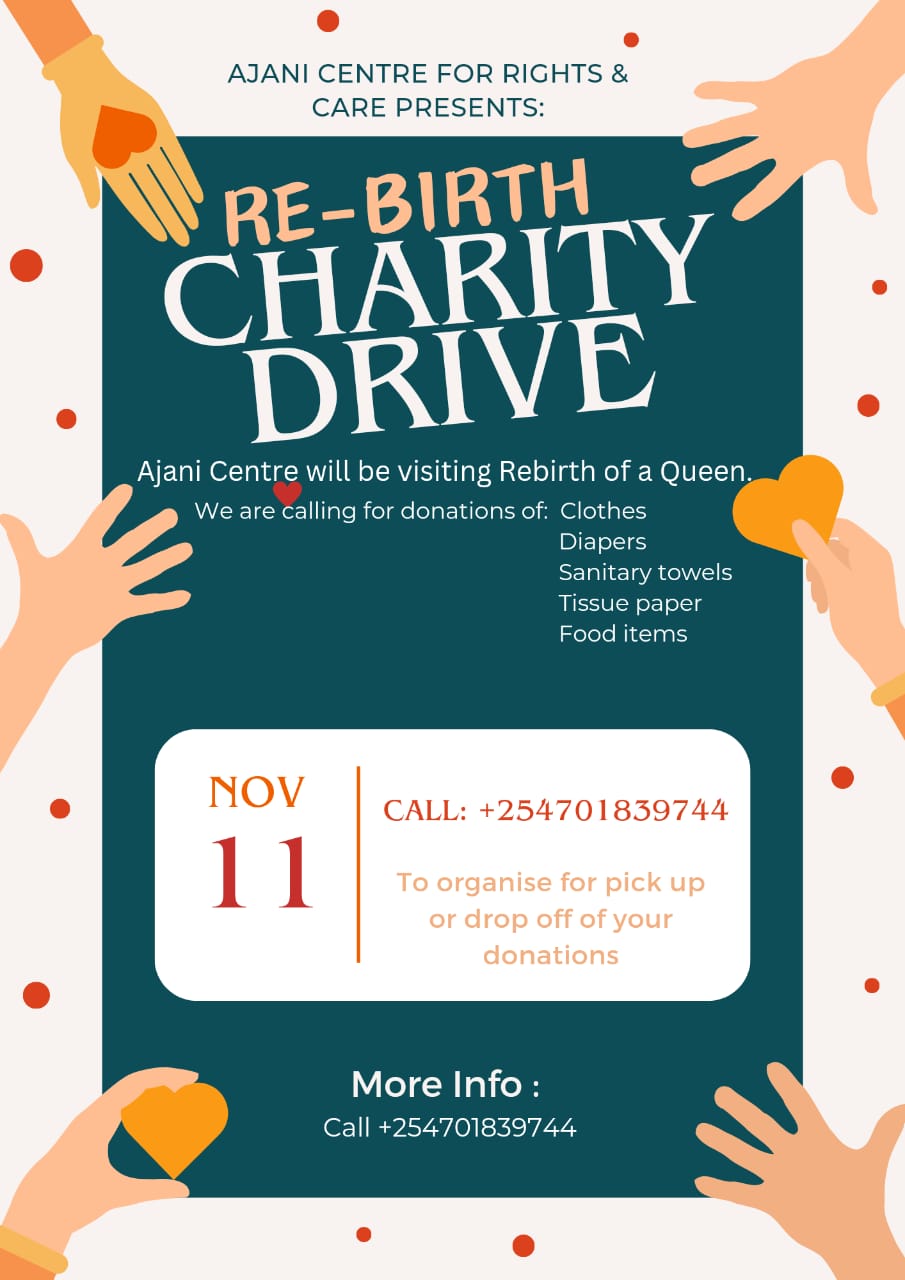 AJANI CENTRE FOR RIGHTS &
CARE PRESENTS:
RE-BIRTH
CHARITY
DRIVE
Ajani Centre will be visiting Rebirth of a Queen.
We are calling for donations of: Clothes
Diapers
Sanitary towels
Tissue paper
Food items
NOV
11
CALL: +254701839744
To organise for pick up
or drop off of your
donations
More Info :
Call +254701839744